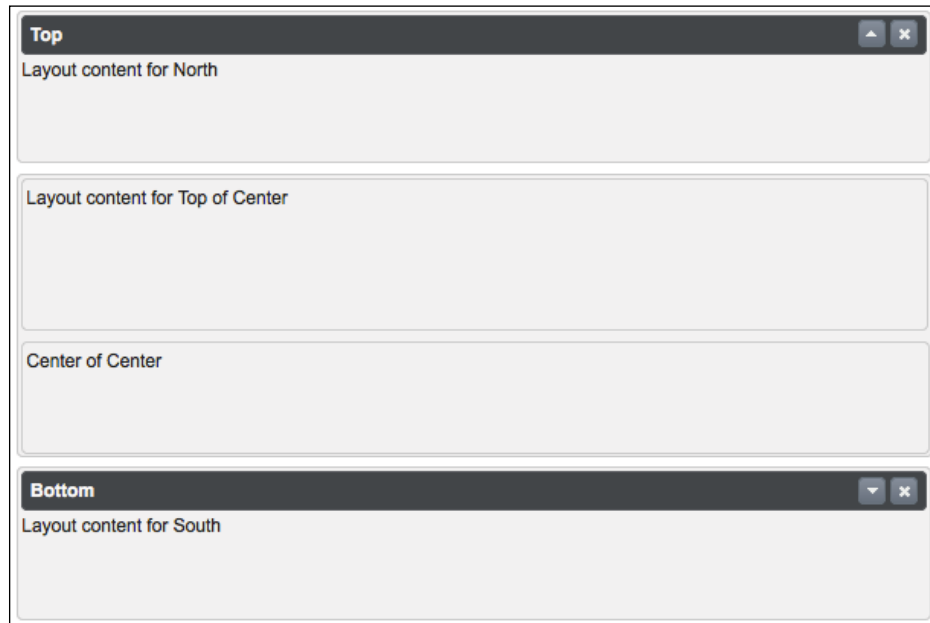 Top
Layout content for North
Layout content for Top of Center
Center of Center
Bottom
Layout content for South